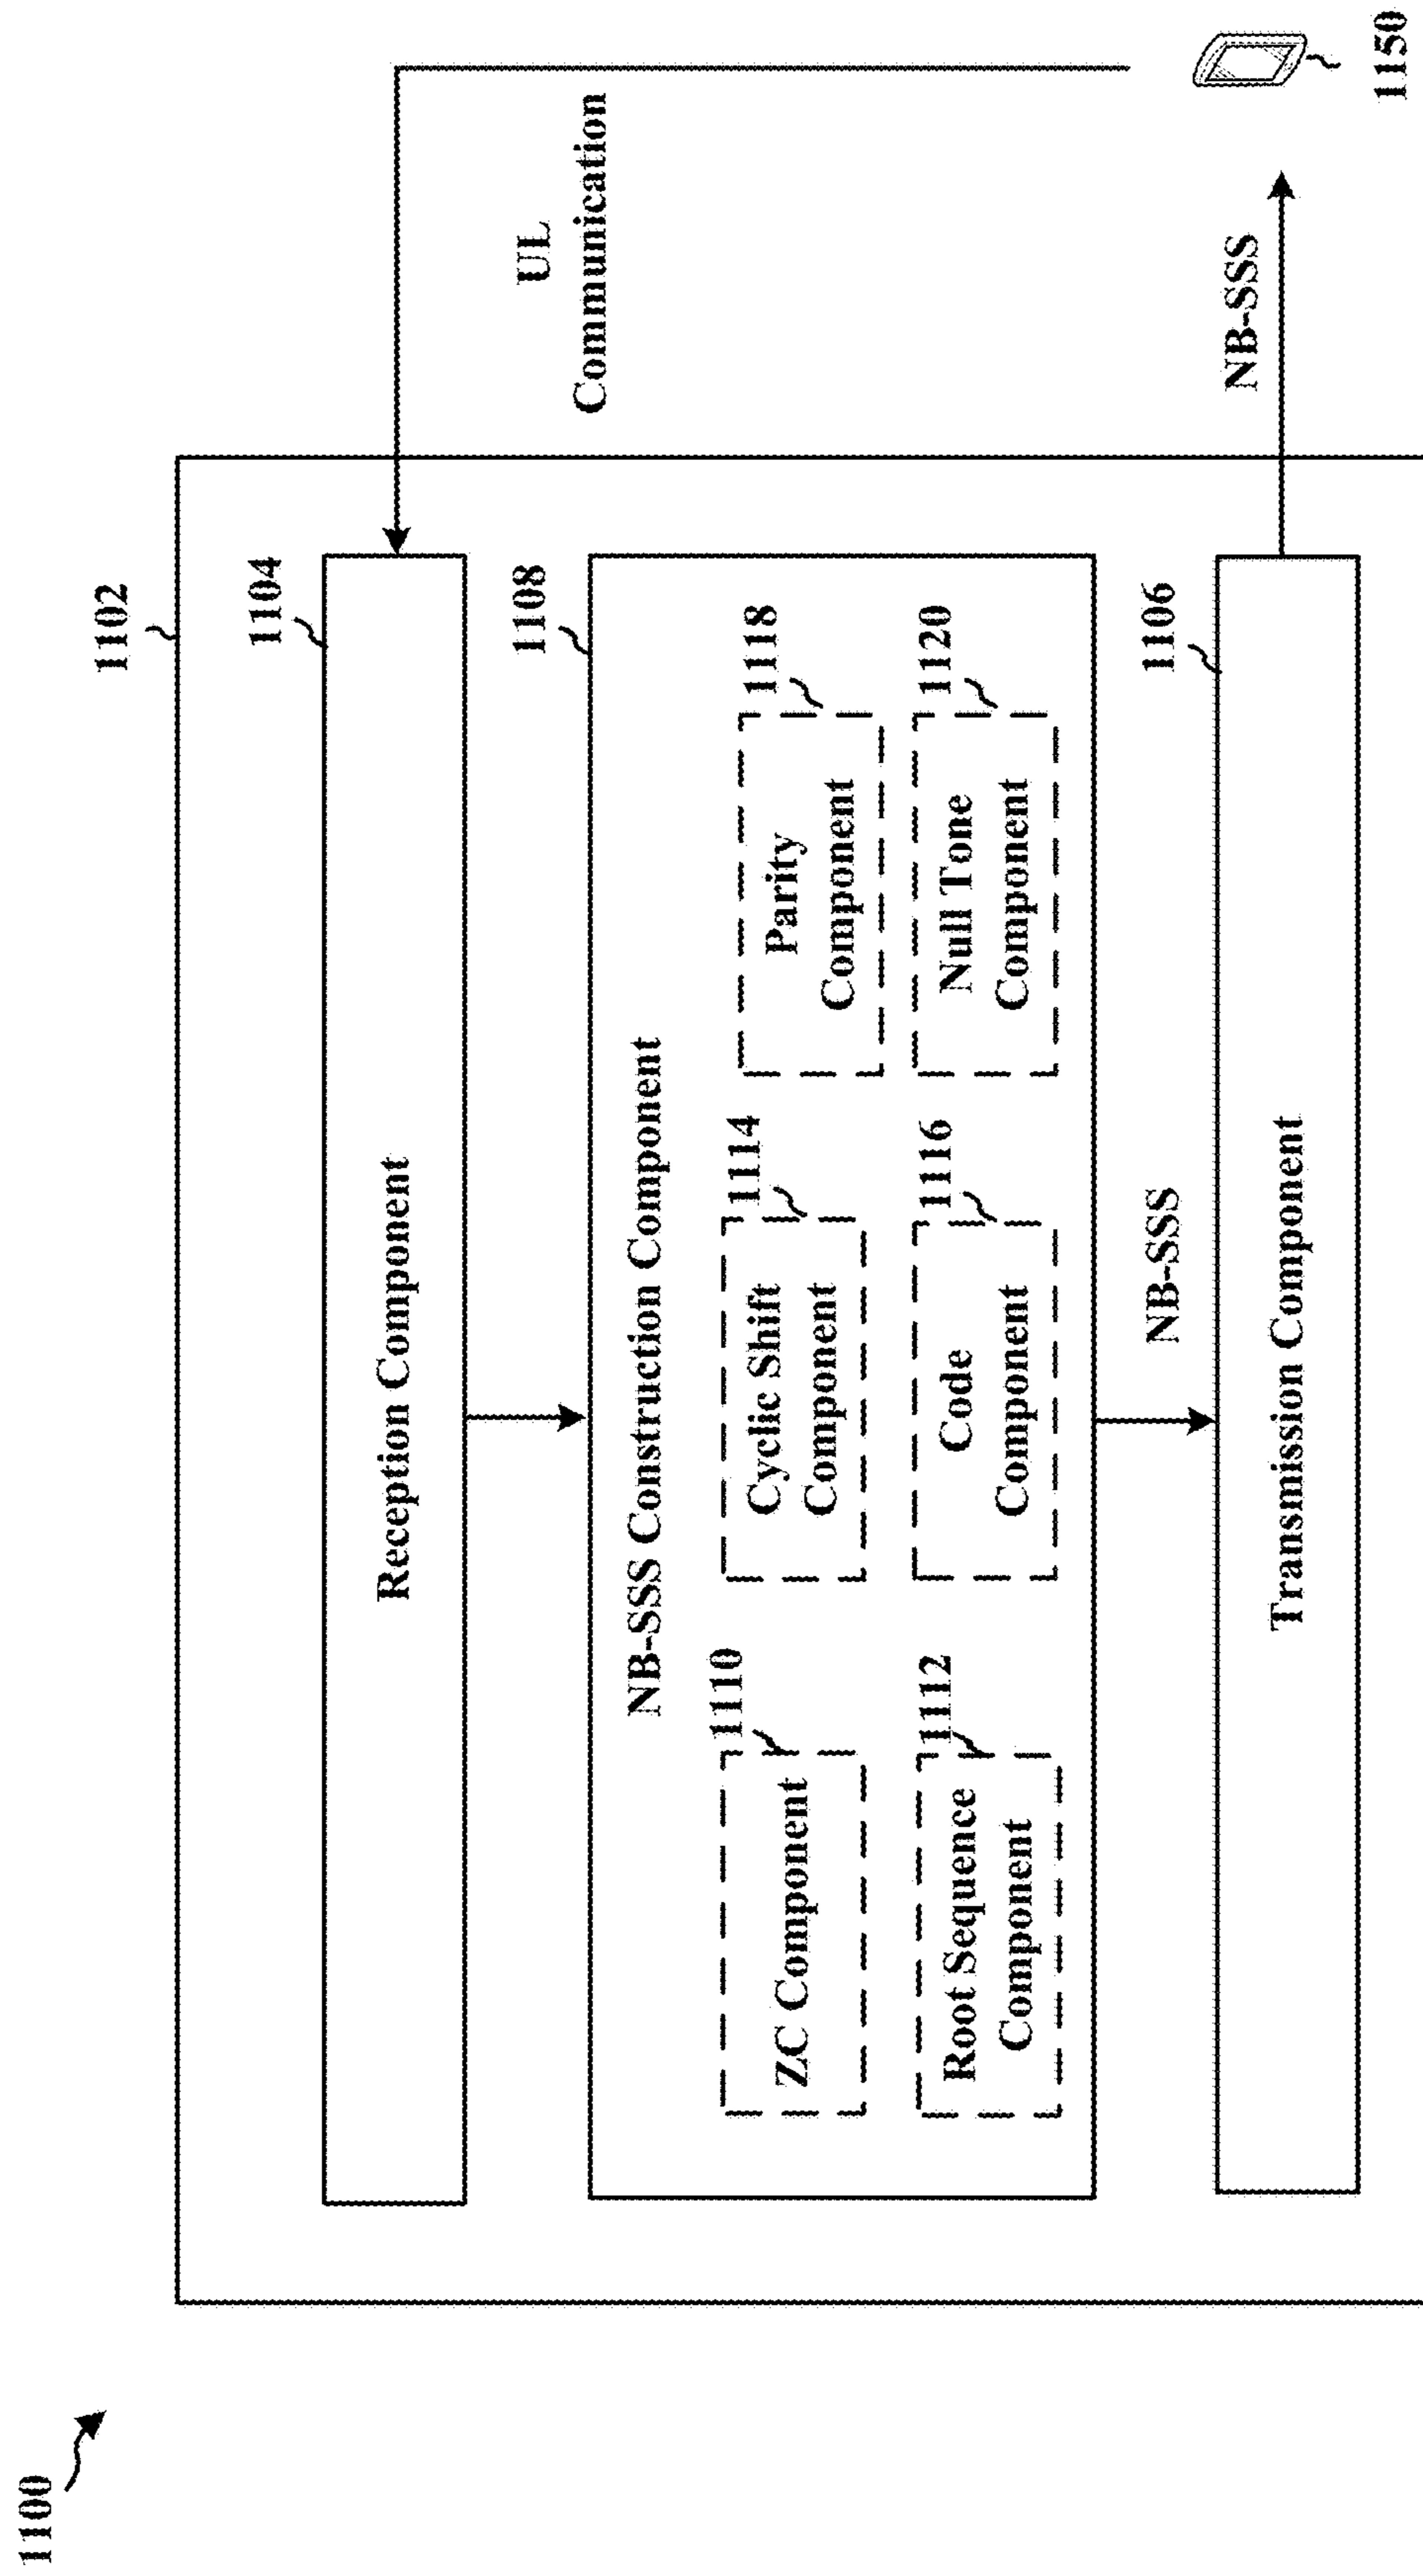 1100
1102
1104
Reception Component
UL
Communication
1108
NB-SSS Construction Component
1110
ZC Component
1114
Cyclic Shift
Component
1118
Parity
Component
1112
Root Sequence
Component
1116
Code
Component
1120
Null Tone
Component
NB-SSS
1106
Transmission Component
NB-SSS
1150